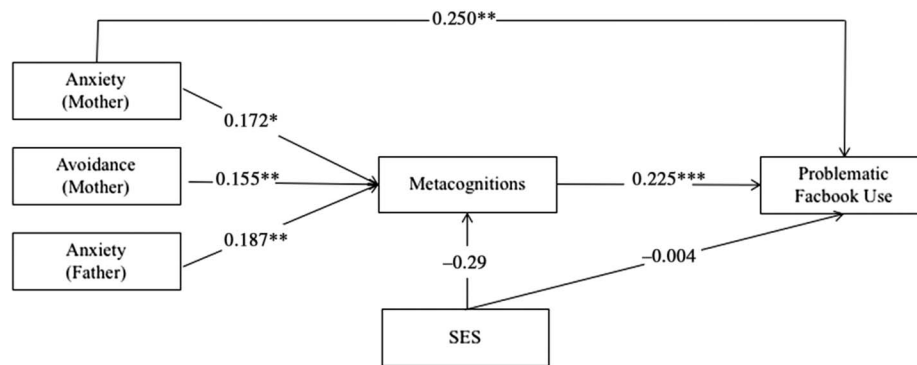 0.250**
Anxiety
(Mother)
0.172*
Avoidance
(Mother)
0.155**
Metacognitions
0.225***
Problematic
Facbook Use
Anxiety
(Father)
0.187**
–0.29
–0.004
SES